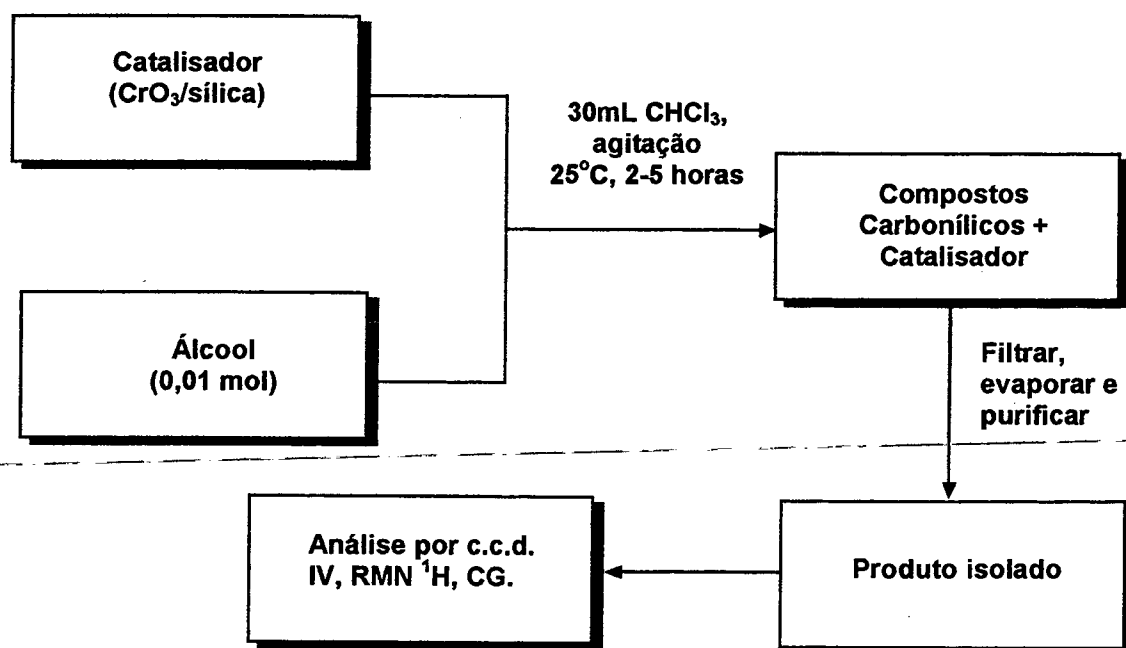 Catalisador
(CrO₃/sílica)
30mL CHCl₃,
agitação
25°C, 2-5 horas
Compostos
Carbonílicos +
Catalisador
Álcool
(0,01 mol)
Filtrar,
evaporar e
purificar
Análise por c.c.d.
IV, RMN ¹H, CG.
Produto isolado